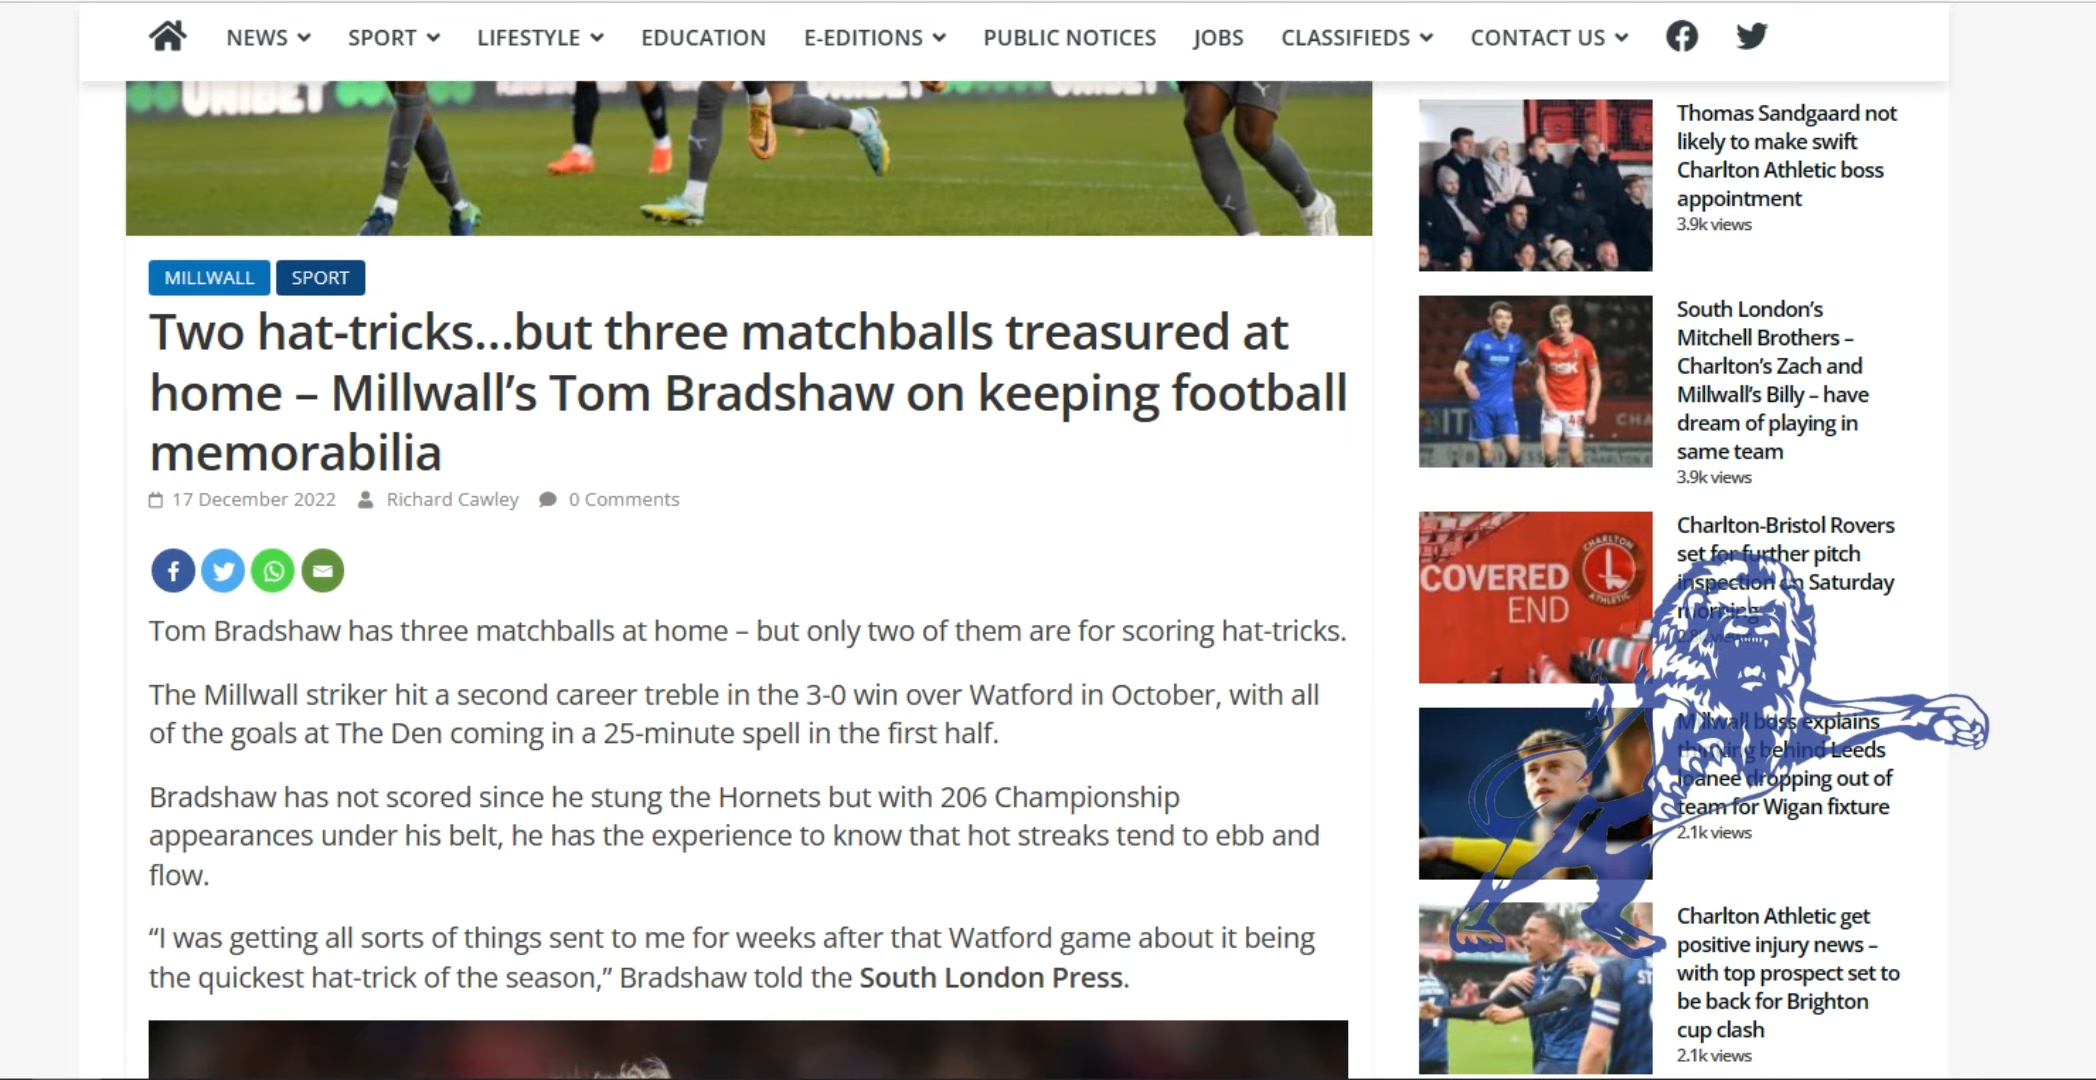 NEWS SPORT LIFESTYLE EDUCATION E-EDITIONS PUBLIC NOTICES JOBS CLASSIFIEDS CONTACT US
UNIBET
MILLWALL SPORT
Two hat-tricks...but three matchballs treasured at
home – Millwall’s Tom Bradshaw on keeping football
memorabilia
17 December 2022 Richard Cawley 0 Comments
Tom Bradshaw has three matchballs at home – but only two of them are for scoring hat-tricks.
The Millwall striker hit a second career treble in the 3-0 win over Watford in October, with all
of the goals at The Den coming in a 25-minute spell in the first half.
Bradshaw has not scored since he stung the Hornets but with 206 Championship
appearances under his belt, he has the experience to know that hot streaks tend to ebb and
flow.
“I was getting all sorts of things sent to me for weeks after that Watford game about it being
the quickest hat-trick of the season,” Bradshaw told the South London Press.
Thomas Sandgaard not
likely to make swift
Charlton Athletic boss
appointment
3.9k views
South London’s
Mitchell Brothers –
Charlton’s Zach and
Millwall’s Billy – have
dream of playing in
same team
3.9k views
COVERED
END
CHARLTON
ATHLETIC
Charlton-Bristol Rovers
set for further pitch
inspection on Saturday
morning
2.8k views
Millwall boss explains
thinking behind Leeds
loanee dropping out of
team for Wigan fixture
2.1k views
Charlton Athletic get
positive injury news –
with top prospect set to
be back for Brighton
cup clash
2.1k views